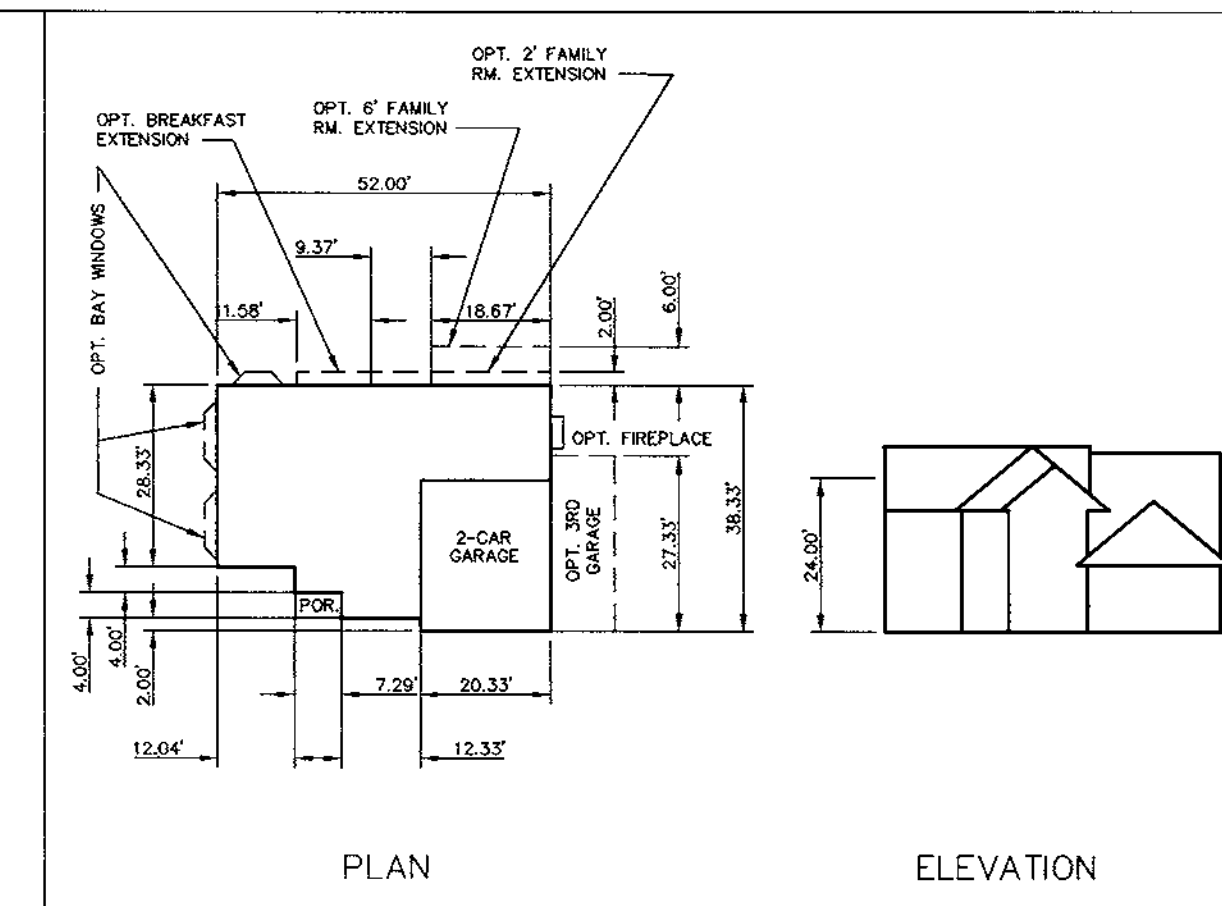 OPT. 2' FAMILY
RM. EXTENSION
OPT. 6' FAMILY
RM. EXTENSION
OPT. BREAKFAST
EXTENSION
OPT. BAY WINDOWS
52.00'
9.37'
11.58'
18.67'
2.00'
6.00'
OPT. FIREPLACE
28.33'
2-CAR
GARAGE
OPT. 3RD
GARAGE
27.33'
38.33'
24.00'
POR.
4.00'
4.00'
2.00'
7.29'
20.33'
12.04'
12.33'
PLAN
ELEVATION